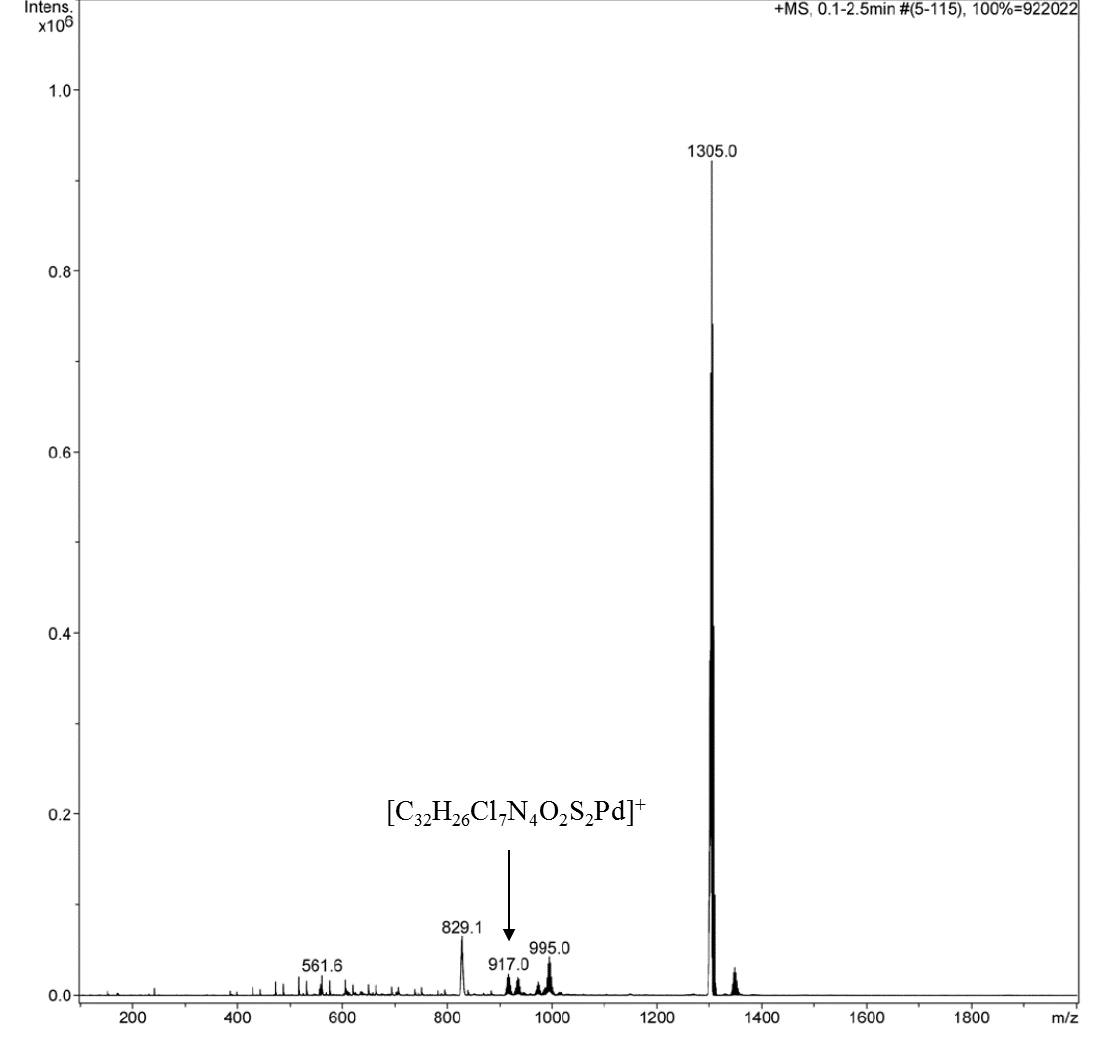 Intens.
x10⁶
+MS, 0.1-2.5min #(5-115), 100%=922022
1.0
1305.0
0.8
0.6
0.4
[C₃₂H₂₆Cl₇N₄O₂S₂Pd]⁺
0.2
829.1
995.0
561.6
917.0
0.0
200 400 600 800 1000 1200 1400 1600 1800 m/z